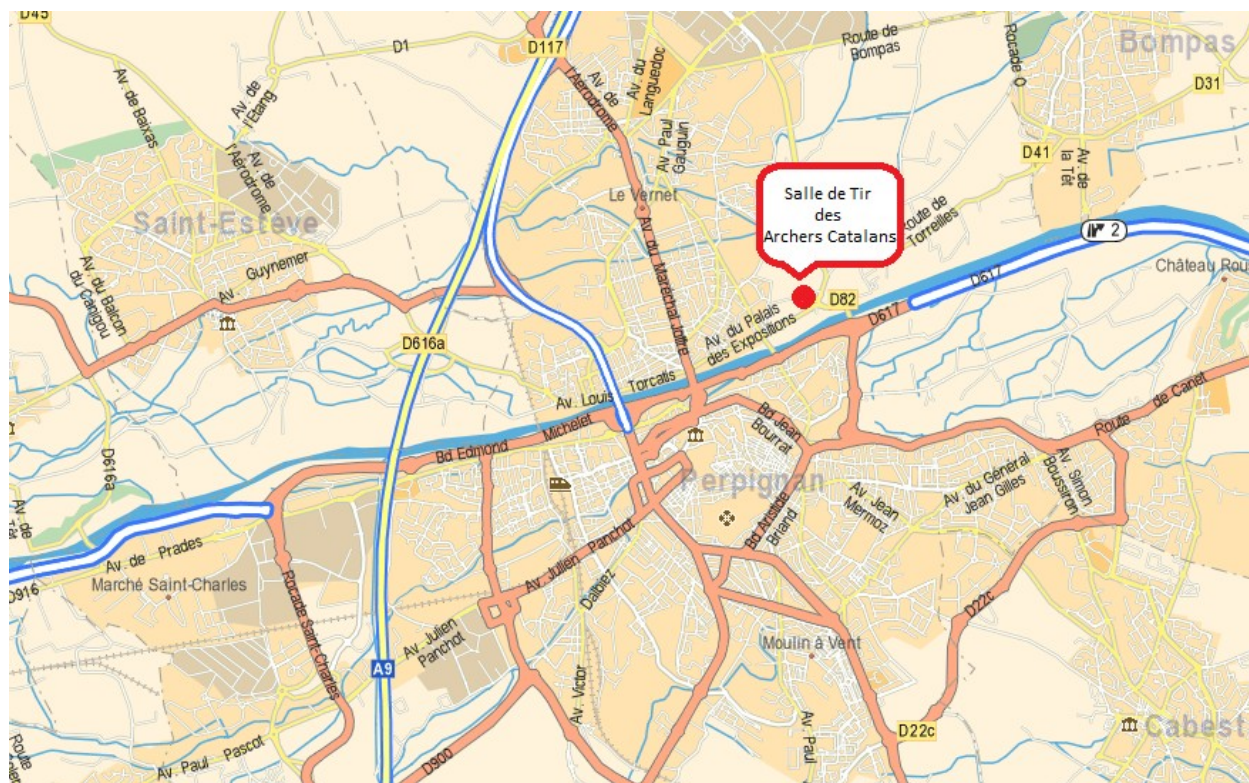 D45
D1
D117
Route de
Bompas
Rocade O
Bompas
D31
Av. de Baixas
Av. de
l'Etang
Av. de
l'Aérodrome
Av. de
l'Aérodrome
Av. du
Languedoc
Av. Paul
Gauguin
D41
Av. de
la Têt
Le Vernet
Salle de Tir
des
Archers Catalans
Route de
Torreilles
2
Saint-Estève
Av. Guynemer
Av. du Balcon
du Canigou
Av. du Marechal Joffre
Château Rou
D617
D617
D82
Av. du Palais
des Expositions
D616a
Av. Louis Torcatis
Bd Edmond Michelet
Bd Jean
Bourrat
Route de Canet
D616a
Perpignan
Av. du Général
Jean Gilles
Av. Simon
Boussiron
Av. Jean
Mermoz
Bd Aristide
Briand
Av. de
Av. de Prades
D916
Marché Saint-Charles
Rocade Saint-Charles
Av. Julien Panchot
Dalbiez
Av. Julien
Panchot
D22c
Moulin à Vent
A9
Av. Victor
Av. Paul
D22c
Cabest
Route
Av. Paul Pascot
D900